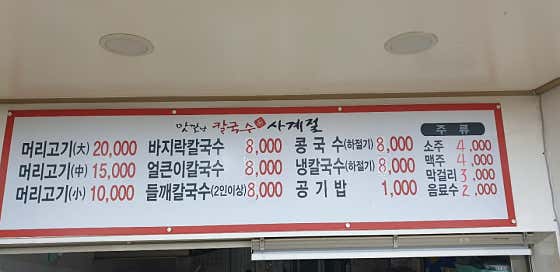 맛깔난 칼국수 사계절
머리고기(大) 20,000 바지락칼국수 8,000 콩국수(하절기) 8,000
머리고기(中) 15,000 얼큰이칼국수 8,000 냉칼국수(하절기) 8,000
머리고기(小) 10,000 들깨칼국수(2인이상) 8,000 공기밥 1,000
주류
소주 4,000
맥주 4,000
막걸리 3,000
음료수 2,000